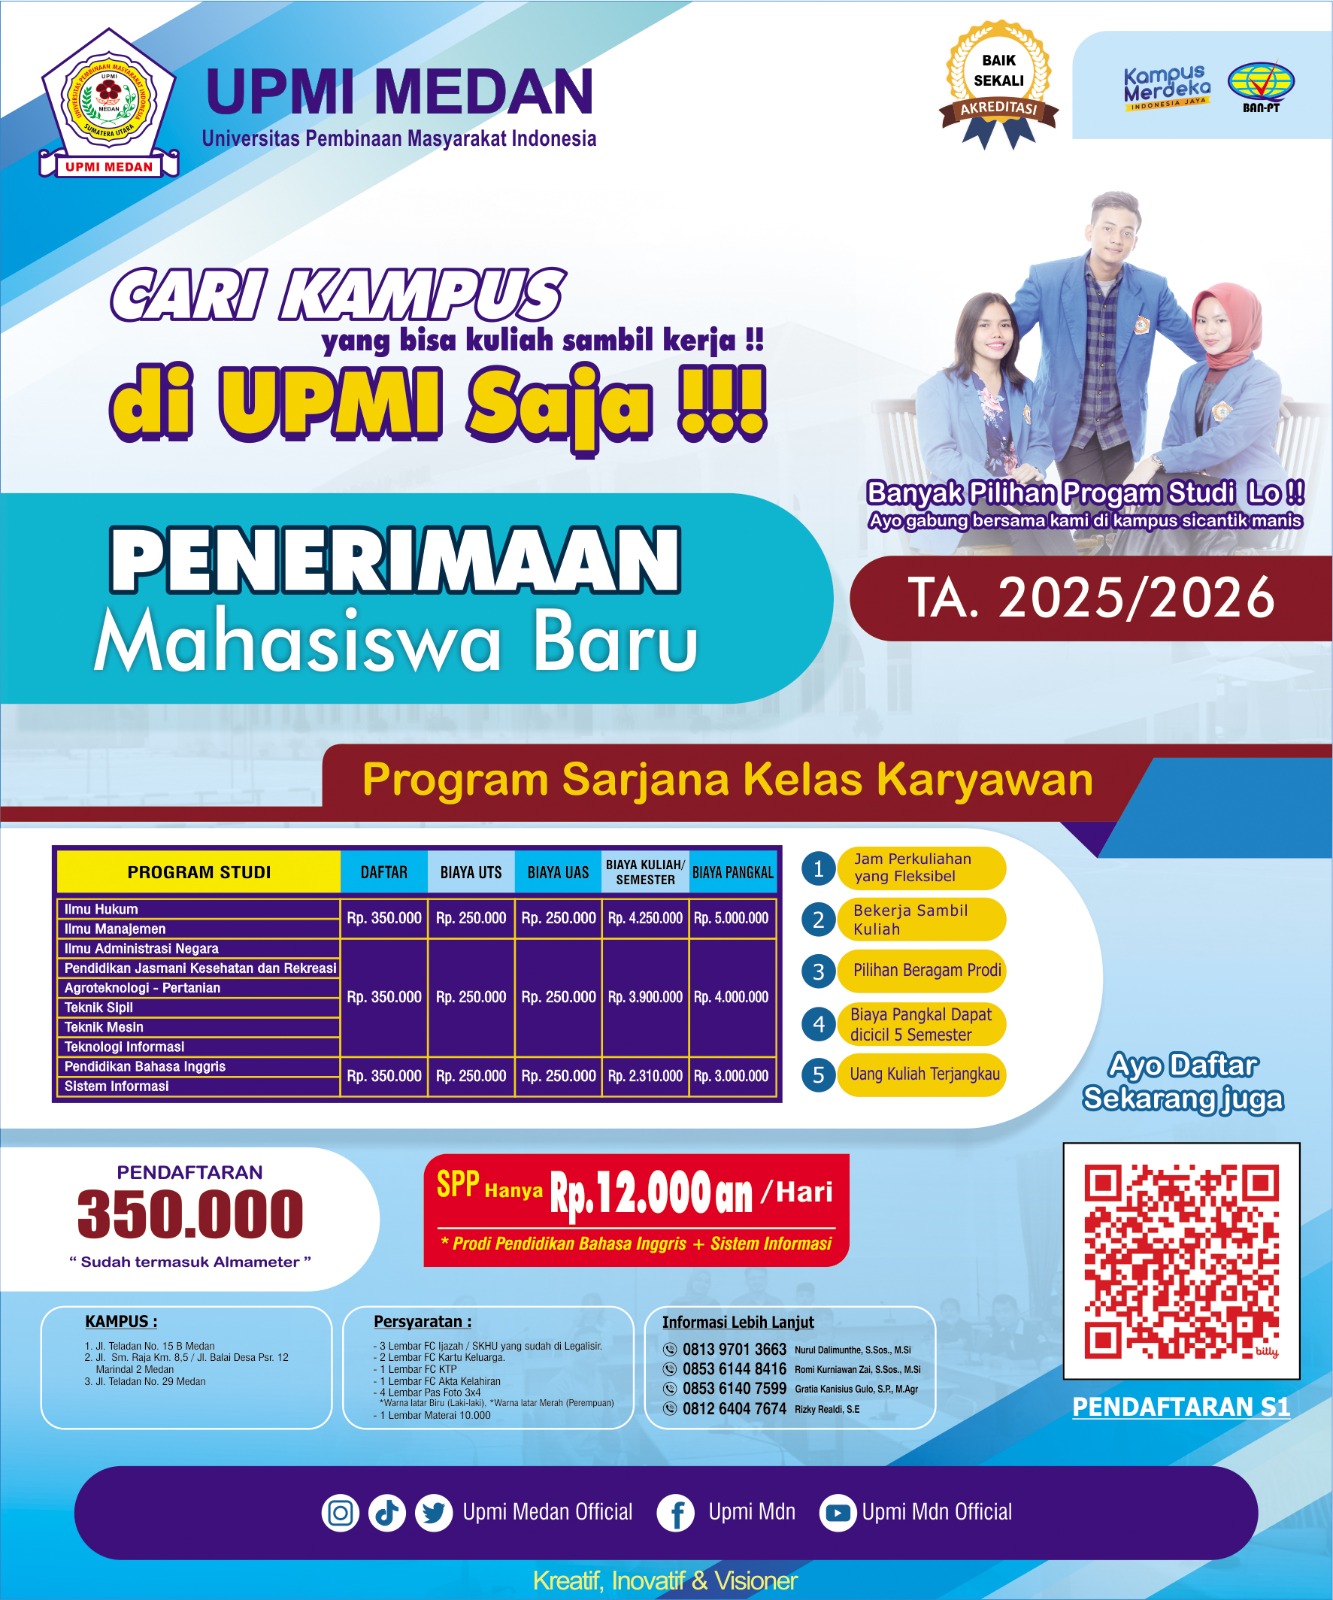 UPMI MEDAN
Universitas Pembinaan Masyarakat Indonesia
UNIVERSITAS PEMBINAAN MASYARAKAT INDONESIA
UPMI
MEDAN
SUMATERA UTARA
UPMI MEDAN
BAIK
SEKALI
AKREDITASI
Kampus
Merdeka
INDONESIA JAYA
BAN-PT
CARI KAMPUS
yang bisa kuliah sambil kerja !!
di UPMI Saja !!!
Banyak Pilihan Progam Studi Lo !!
Ayo gabung bersama kami di kampus sicantik manis
PENERIMAAN
Mahasiswa Baru
TA. 2025/2026
Program Sarjana Kelas Karyawan
PROGRAM STUDI DAFTAR BIAYA UTS BIAYA UAS BIAYA KULIAH/ SEMESTER BIAYA PANGKAL
Ilmu Hukum
Ilmu Manajemen
Rp. 350.000 Rp. 250.000 Rp. 250.000 Rp. 4.250.000 Rp. 5.000.000
Ilmu Administrasi Negara
Pendidikan Jasmani Kesehatan dan Rekreasi
Agroteknologi - Pertanian
Teknik Sipil
Teknik Mesin
Teknologi Informasi
Rp. 350.000 Rp. 250.000 Rp. 250.000 Rp. 3.900.000 Rp. 4.000.000
Pendidikan Bahasa Inggris
Sistem Informasi
Rp. 350.000 Rp. 250.000 Rp. 250.000 Rp. 2.310.000 Rp. 3.000.000
1 Jam Perkuliahan
yang Fleksibel
2 Bekerja Sambil
Kuliah
3 Pilihan Beragam Prodi
4 Biaya Pangkal Dapat
dicicil 5 Semester
5 Uang Kuliah Terjangkau
Ayo Daftar
Sekarang juga
PENDAFTARAN
350.000
“ Sudah termasuk Almameter ”
SPP Hanya Rp.12.000 an /Hari
* Prodi Pendidikan Bahasa Inggris + Sistem Informasi
KAMPUS :
1. Jl. Teladan No. 15 B Medan
2. Jl. Sm. Raja Km. 8,5 / Jl. Balai Desa Psr. 12
Marindal 2 Medan
3. Jl. Teladan No. 29 Medan
Persyaratan :
- 3 Lembar FC Ijazah / SKHU yang sudah di Legalisir.
- 2 Lembar FC Kartu Keluarga.
- 1 Lembar FC KTP
- 1 Lembar FC Akta Kelahiran
- 4 Lembar Pas Foto 3x4
*Warna latar Biru (Laki-laki), *Warna latar Merah (Perempuan)
- 1 Lembar Materai 10.000
Informasi Lebih Lanjut
0813 9701 3663 Nurul Dalimunthe, S.Sos., M.Si
0853 6144 8416 Romi Kurniawan Zai, S.Sos., M.Si
0853 6140 7599 Gratia Kanisius Gulo, S.P., M.Agr
0812 6404 7674 Rizky Realdi, S.E
bitly
PENDAFTARAN S1
Upmi Medan Official Upmi Mdn Upmi Mdn Official
Kreatif, Inovatif & Visioner